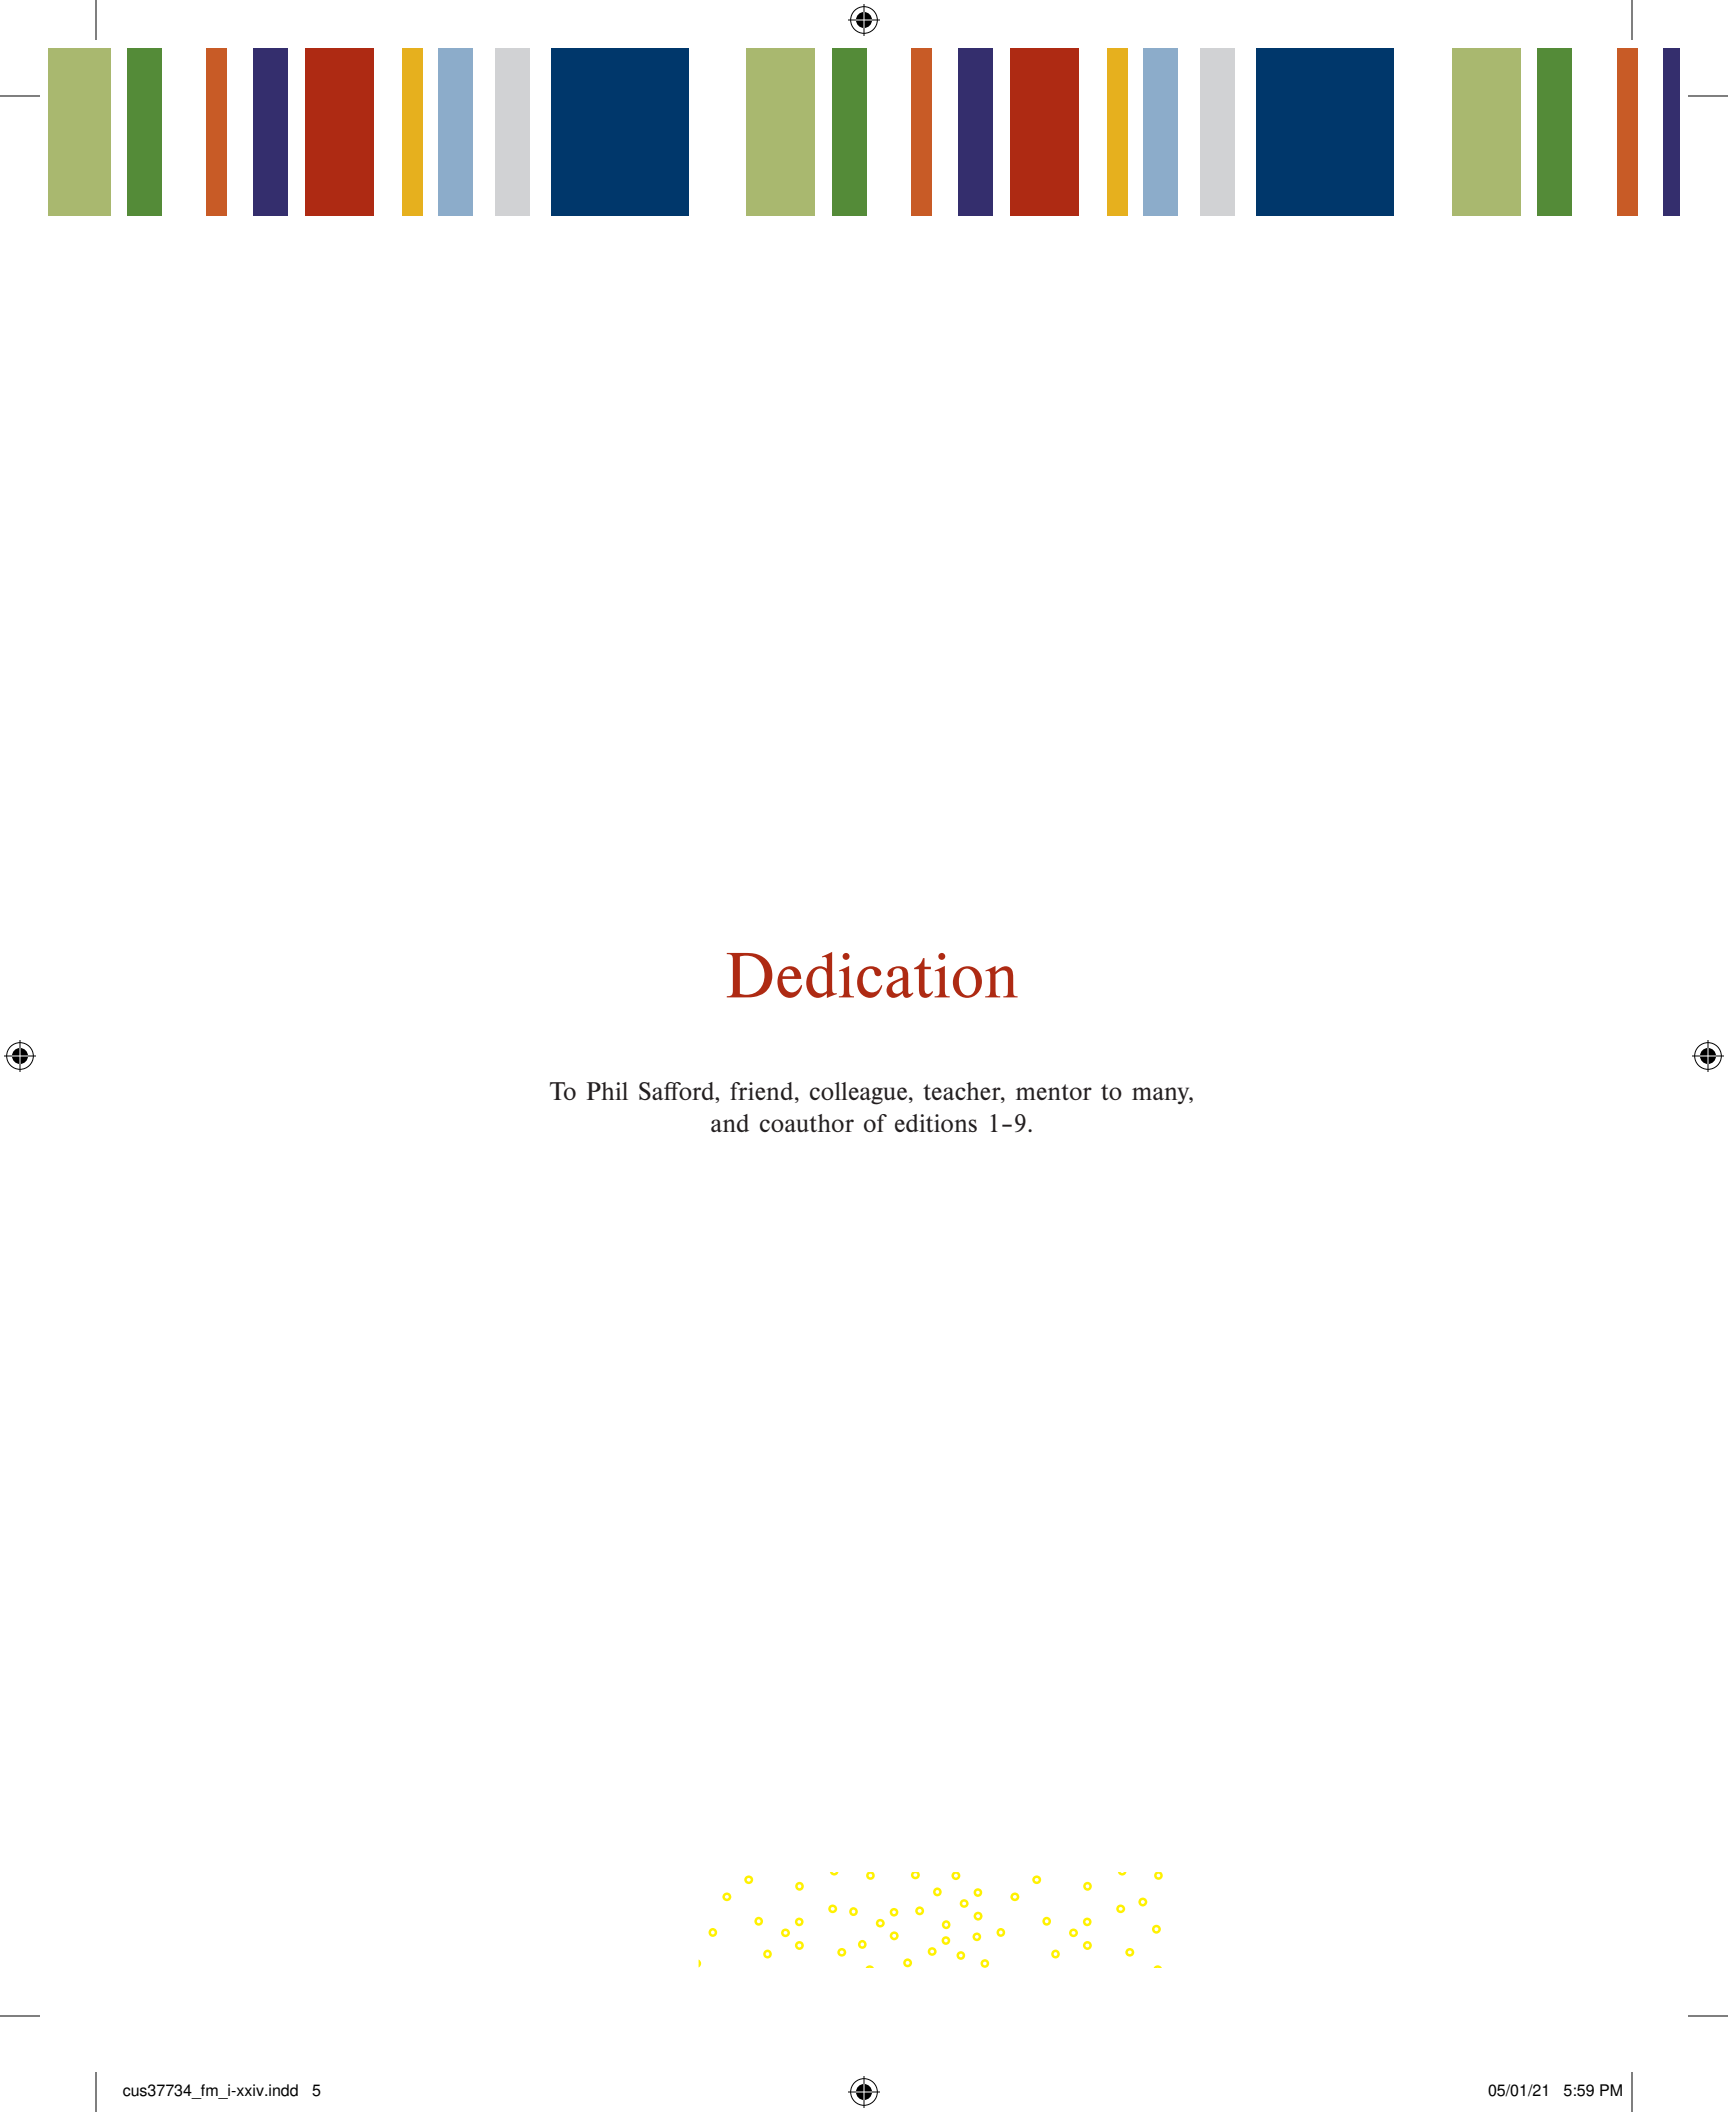 Dedication
To Phil Safford, friend, colleague, teacher, mentor to many,
and coauthor of editions 1–9.
cus37734_fm_i-xxiv.indd 5
05/01/21 5:59 PM